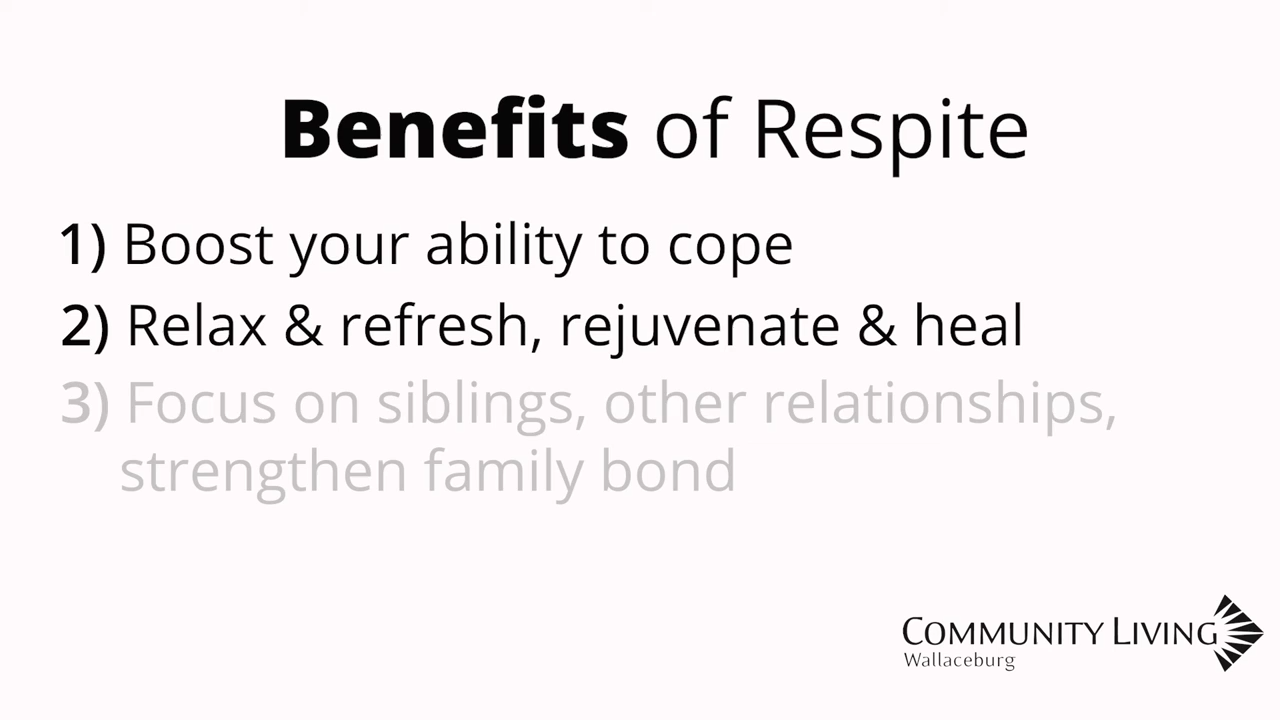 Benefits of Respite
1) Boost your ability to cope
2) Relax & refresh, rejuvenate & heal
3) Focus on siblings, other relationships,
strengthen family bond
COMMUNITY LIVING
Wallaceburg